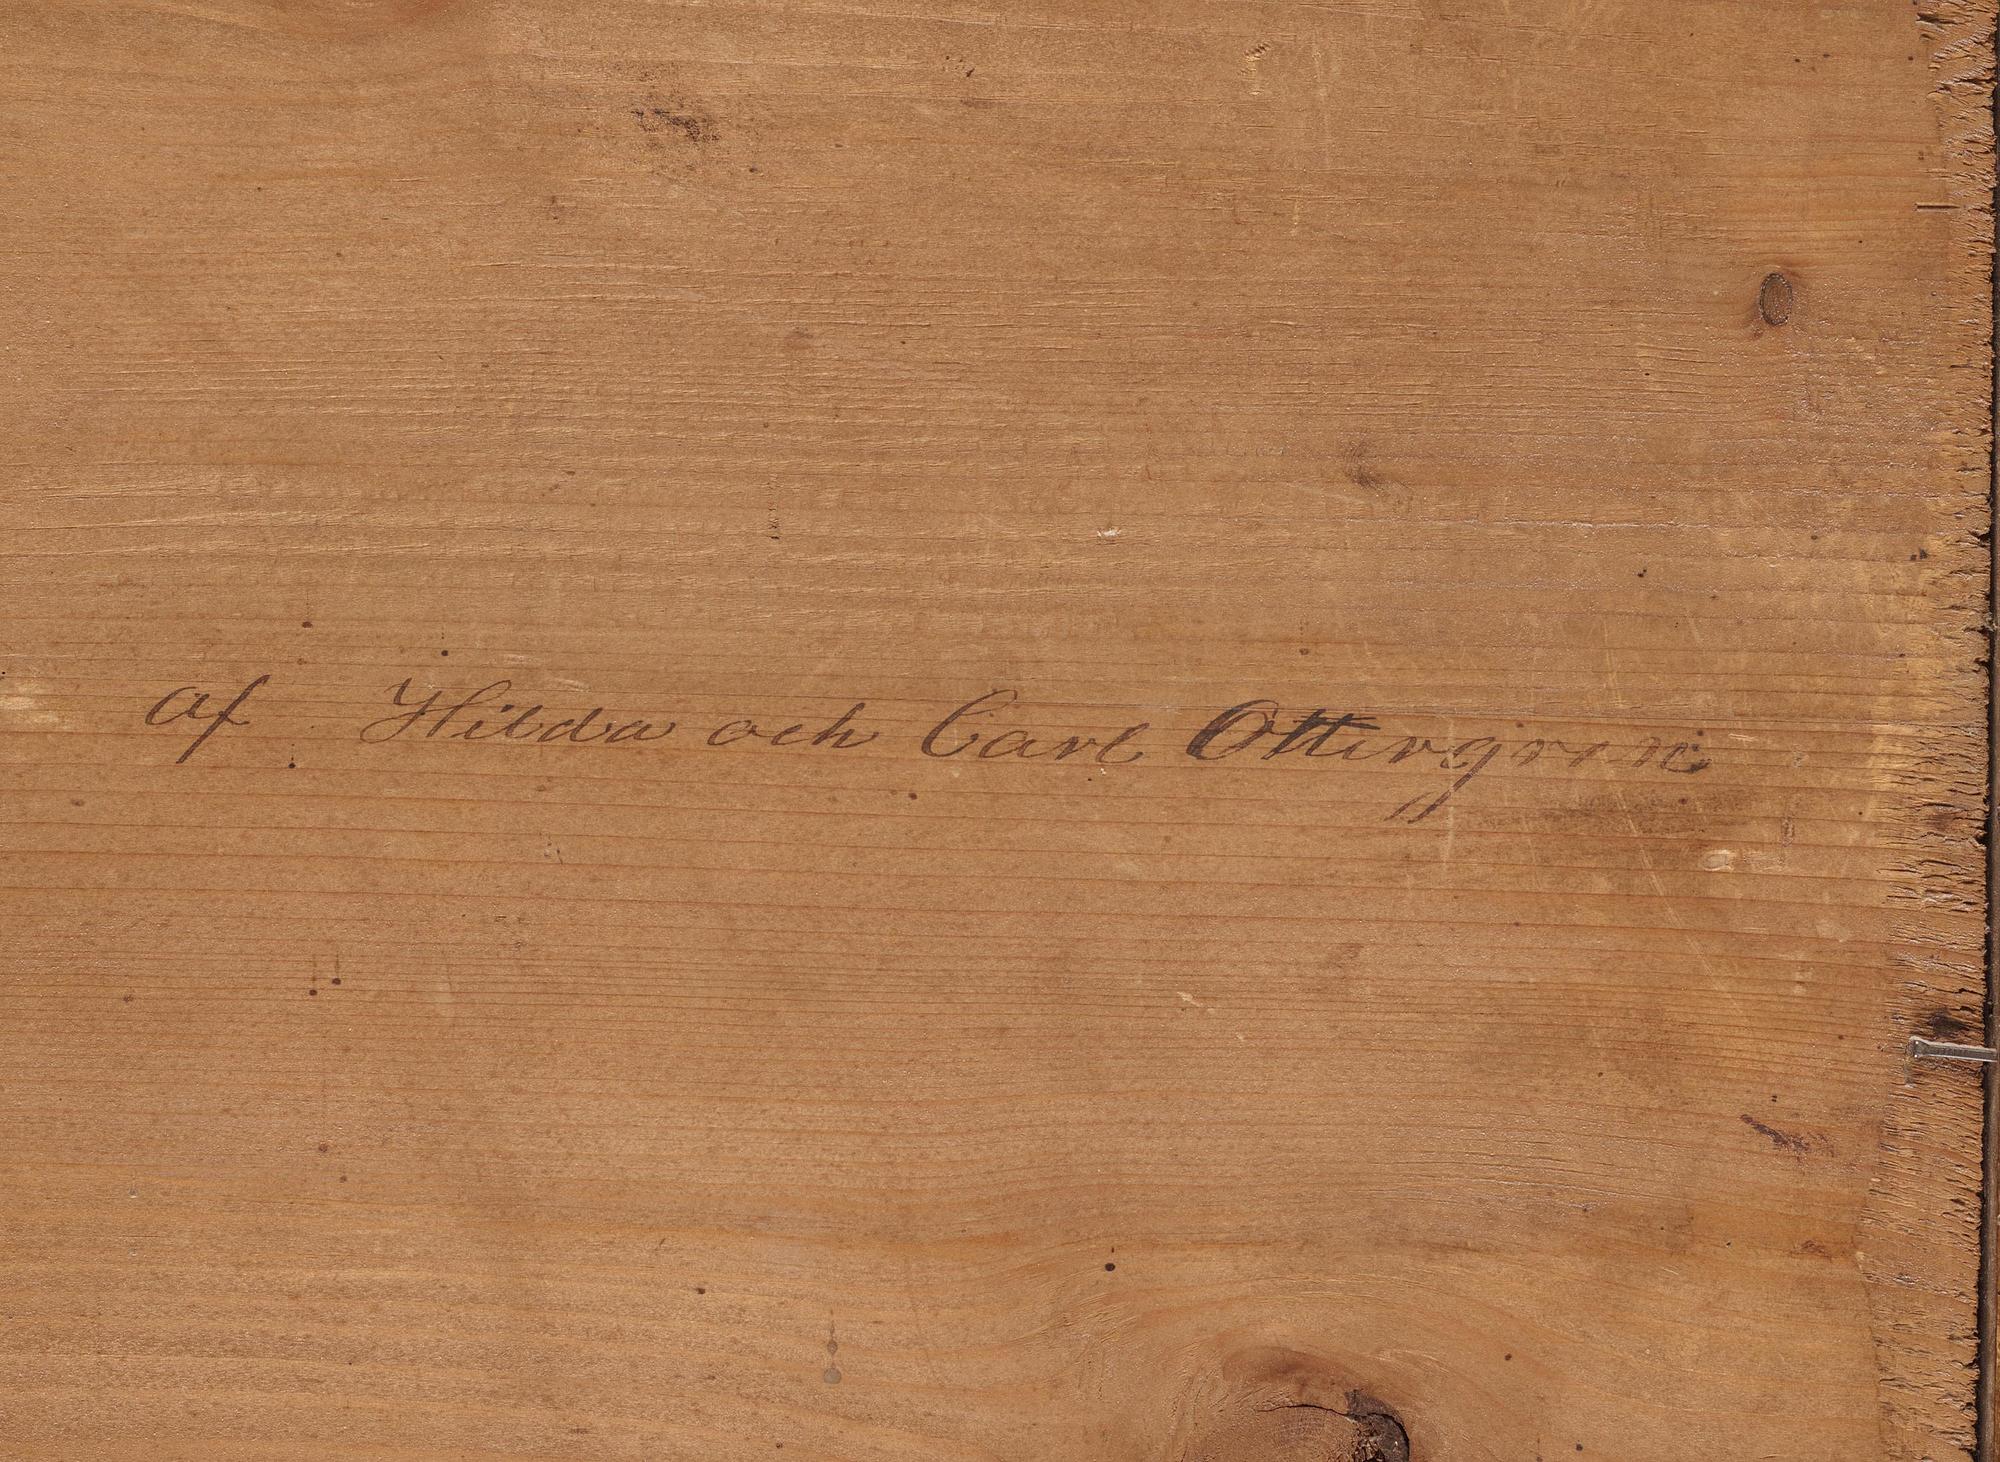 af Hilda och Carl Ottergren